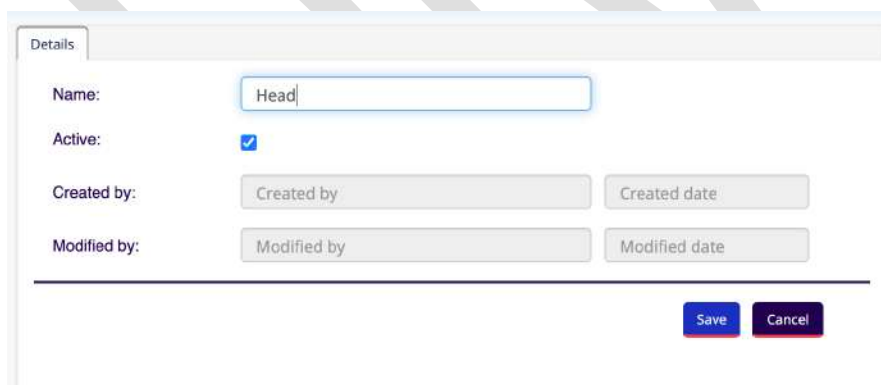 Details
Name: Head
Active:
Created by: Created by Created date
Modified by: Modified by Modified date
Save Cancel